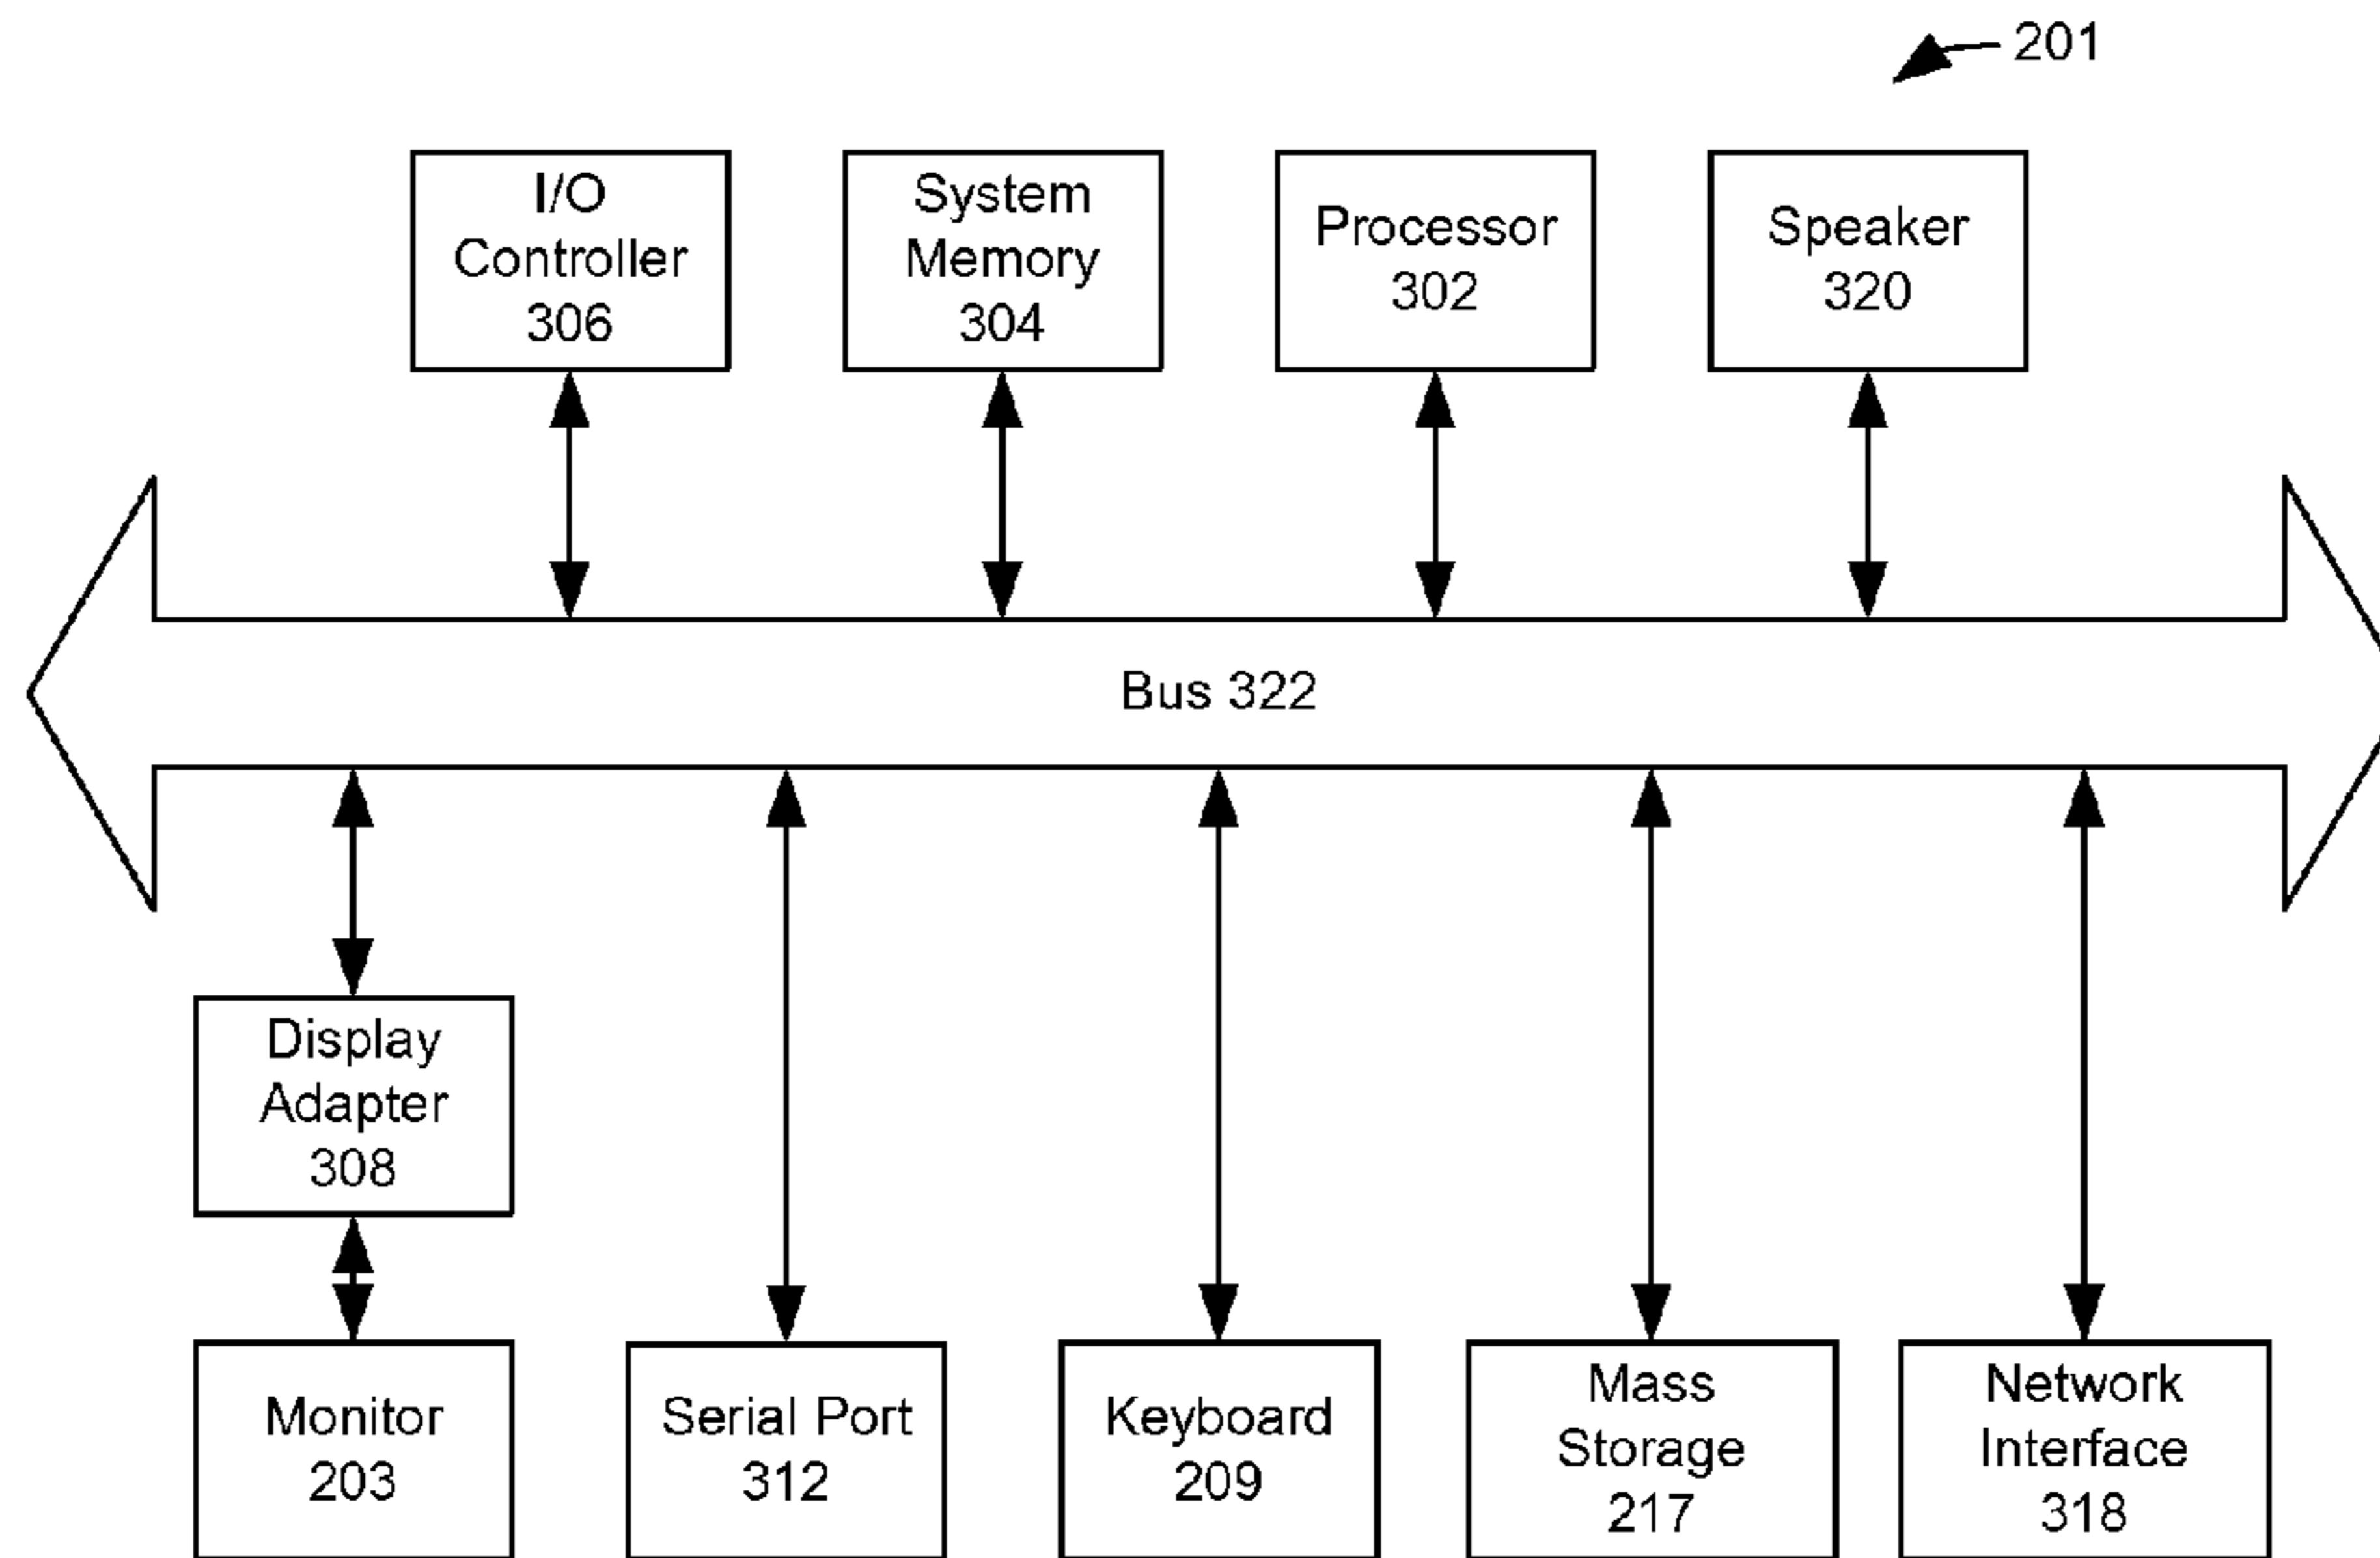 201
I/O
Controller
306
System
Memory
304
Processor
302
Speaker
320
Bus 322
Display
Adapter
308
Monitor
203
Serial Port
312
Keyboard
209
Mass
Storage
217
Network
Interface
318